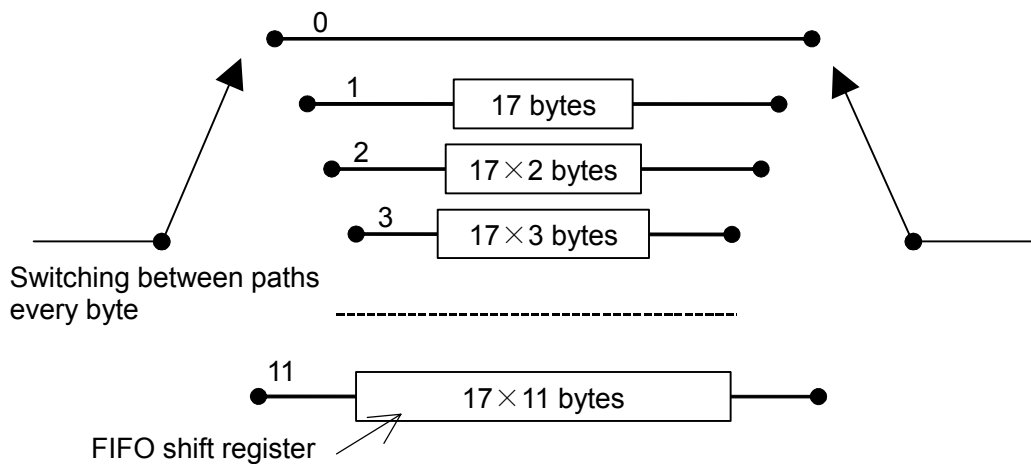 0
1
17 bytes
2
17×2 bytes
3
17×3 bytes
Switching between paths
every byte
11
17×11 bytes
FIFO shift register